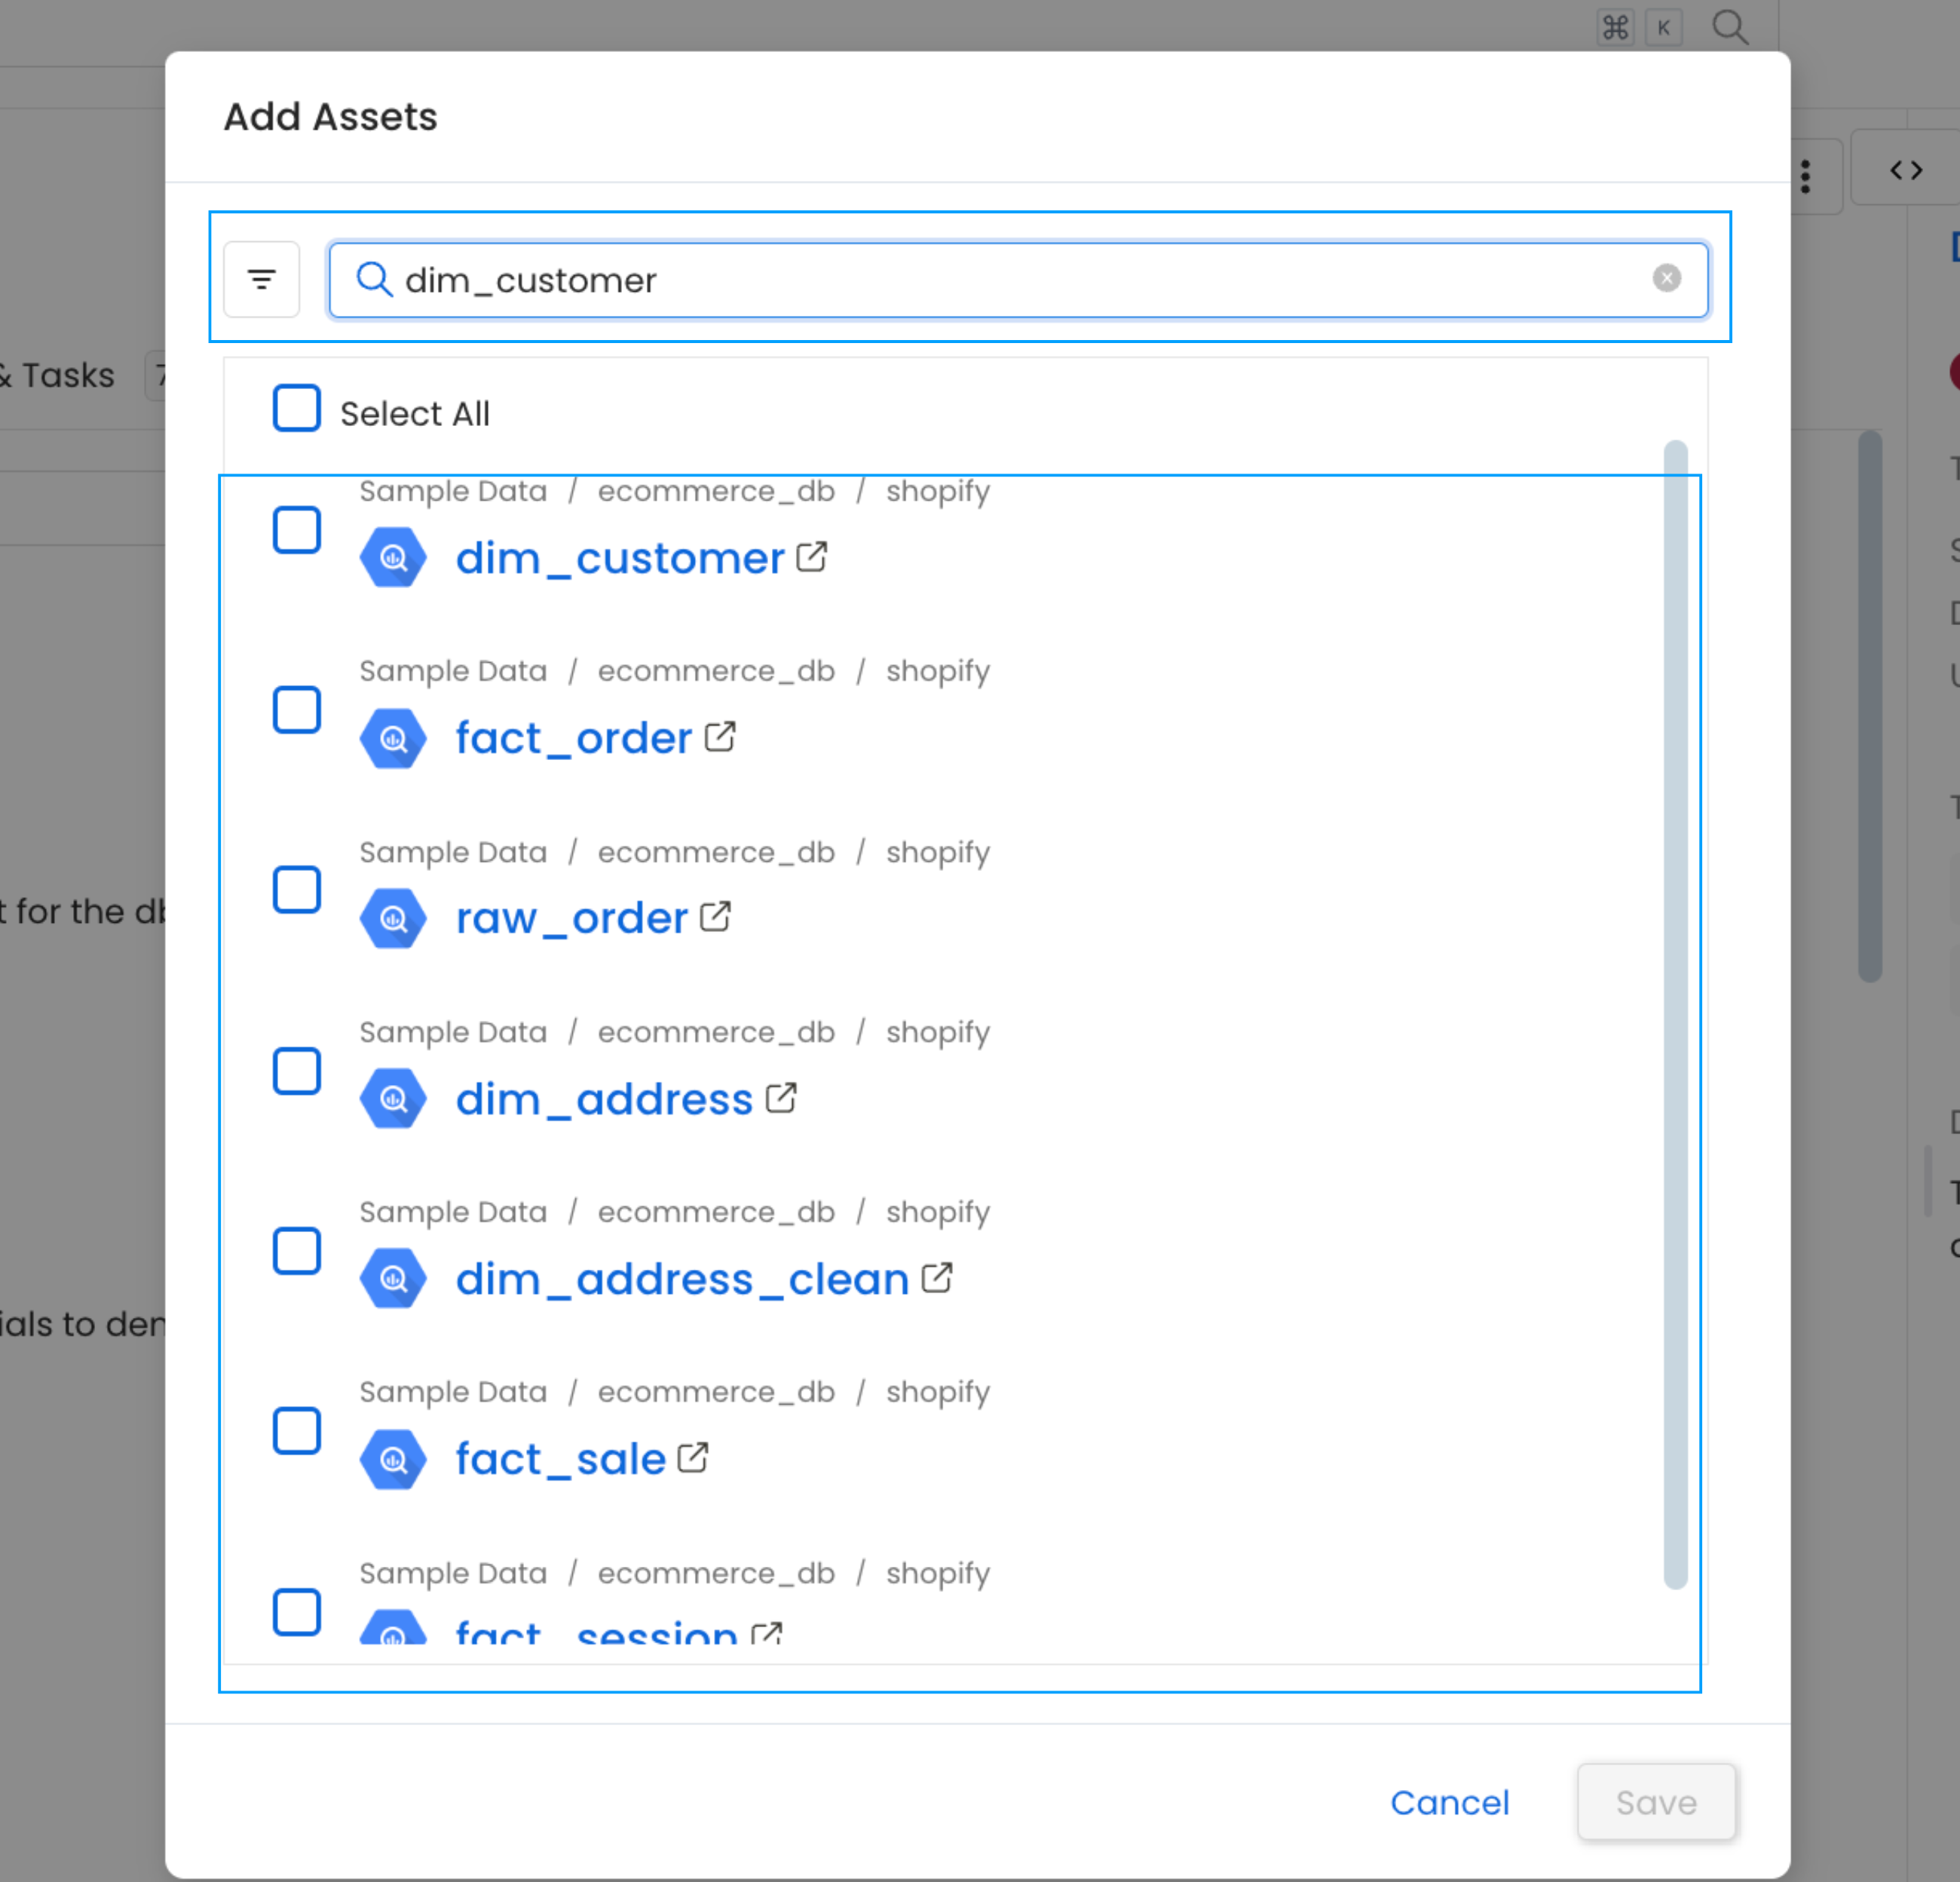 ⌘ K
Add Assets
dim_customer
& Tasks 7
Select All
Sample Data / ecommerce_db / shopify
dim_customer
Sample Data / ecommerce_db / shopify
fact_order
Sample Data / ecommerce_db / shopify
raw_order
t for the db
Sample Data / ecommerce_db / shopify
dim_address
Sample Data / ecommerce_db / shopify
dim_address_clean
ials to den
Sample Data / ecommerce_db / shopify
fact_sale
Sample Data / ecommerce_db / shopify
fact_session
Cancel Save